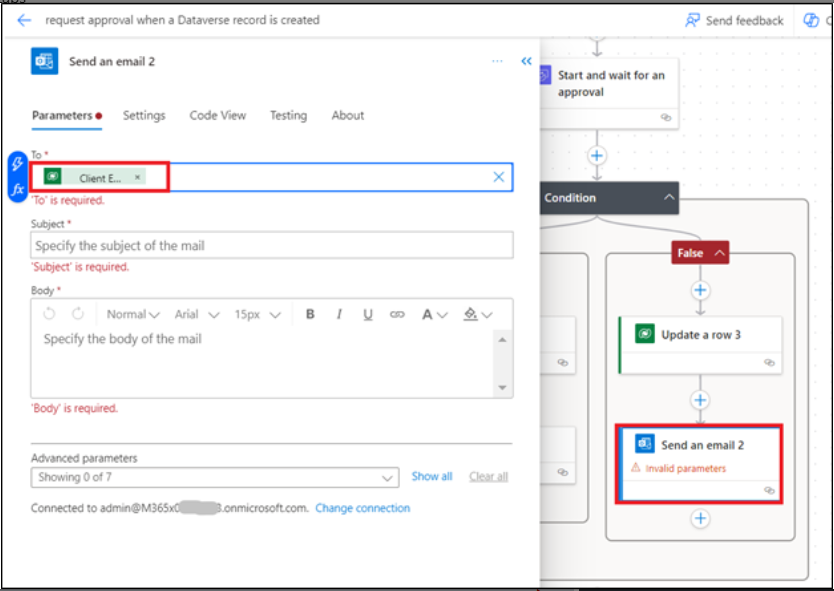 request approval when a Dataverse record is created
Send feedback
Send an email 2
Parameters
Settings
Code View
Testing
About
To *
fx
Client E... ×
'To' is required.
Subject *
Specify the subject of the mail
'Subject' is required.
Body *
Normal
Arial
15px
B
I
U
A
Specify the body of the mail
'Body' is required.
Advanced parameters
Showing 0 of 7
Show all
Clear all
Connected to admin@M365x0 3.onmicrosoft.com. Change connection
Start and wait for an
approval
Condition
False
Update a row 3
Send an email 2
Invalid parameters